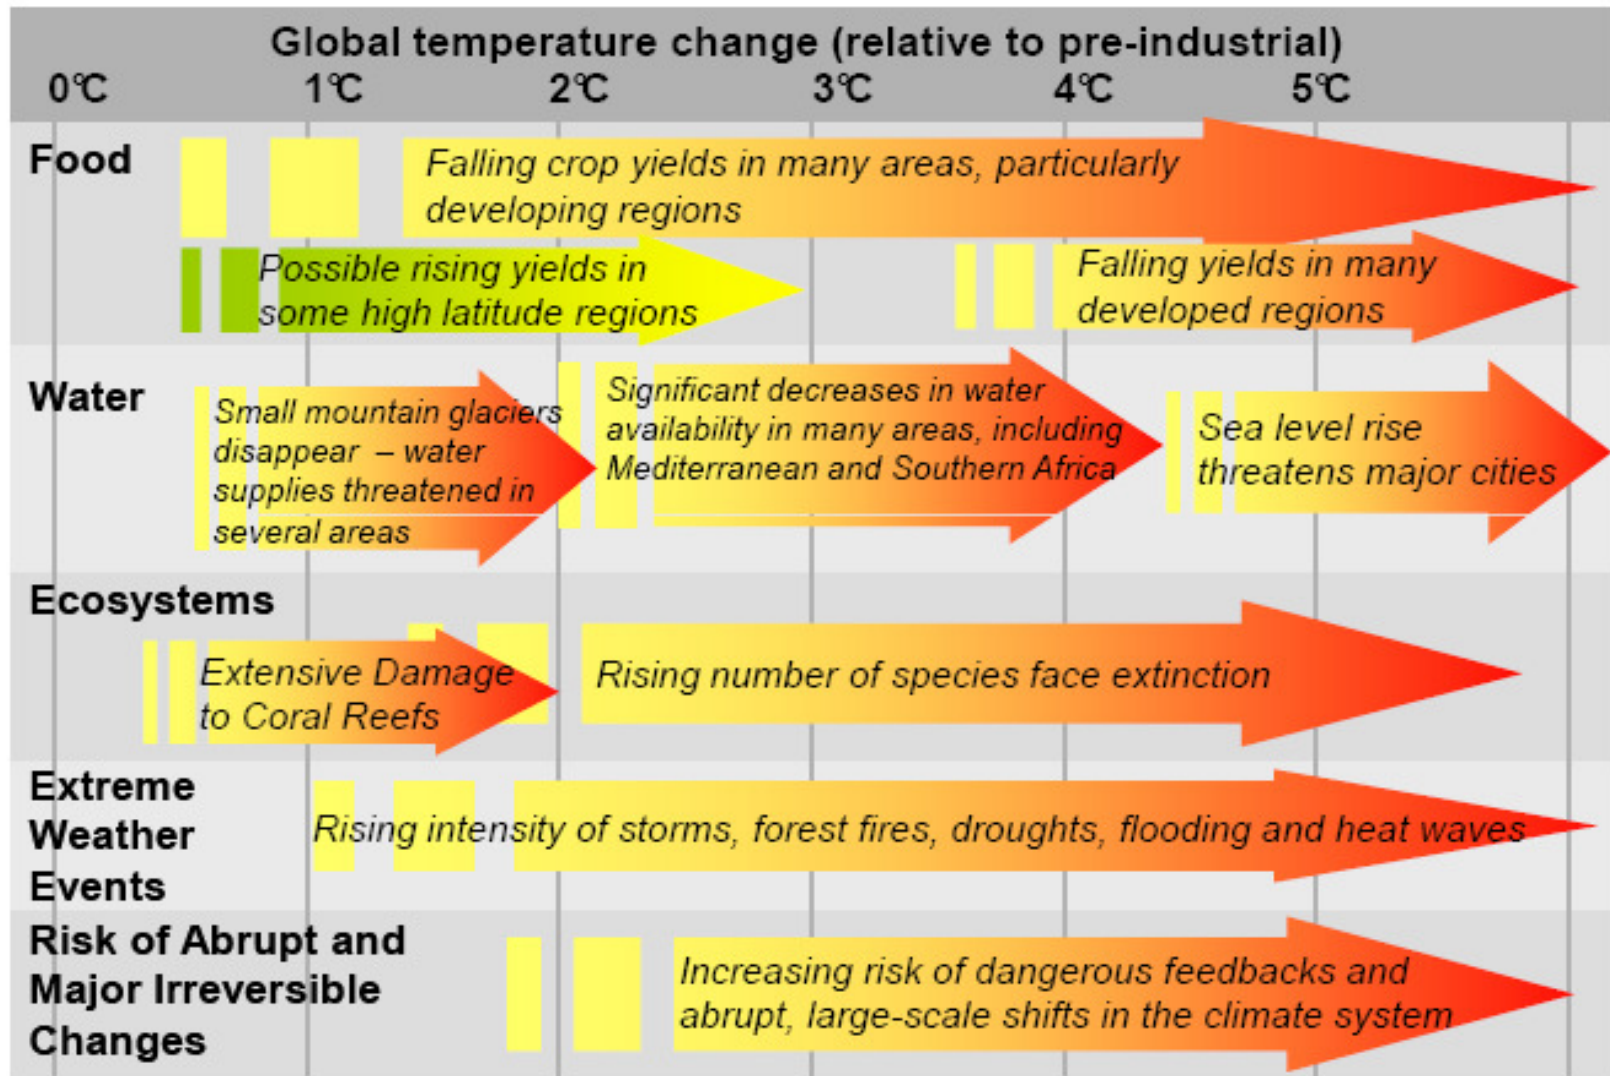 Global temperature change (relative to pre-industrial)
0°C 1°C 2°C 3°C 4°C 5°C
Food
Falling crop yields in many areas, particularly
developing regions
Possible rising yields in
some high latitude regions
Falling yields in many
developed regions
Water
Small mountain glaciers
disappear – water
supplies threatened in
several areas
Significant decreases in water
availability in many areas, including
Mediterranean and Southern Africa
Sea level rise
threatens major cities
Ecosystems
Extensive Damage
to Coral Reefs
Rising number of species face extinction
Extreme
Weather
Events
Rising intensity of storms, forest fires, droughts, flooding and heat waves
Risk of Abrupt and
Major Irreversible
Changes
Increasing risk of dangerous feedbacks and
abrupt, large-scale shifts in the climate system